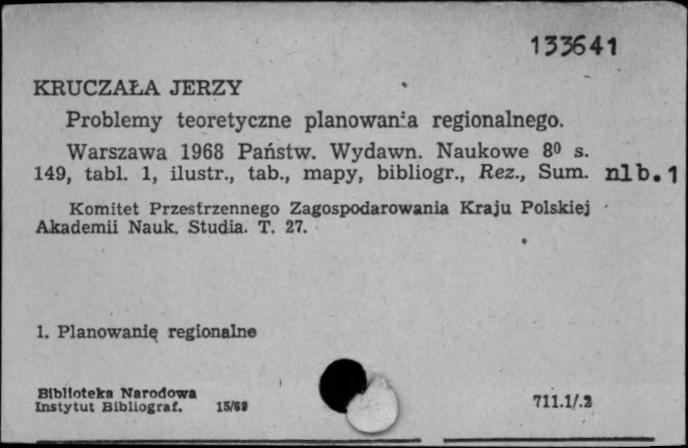 133641
KRUCZAŁA JERZY
Problemy teoretyczne planowania regionalnego.
Warszawa 1968 Państw. Wydawn. Naukowe 8⁰ s.
149, tabl. 1, ilustr., tab., mapy, bibliogr., Rez., Sum. nlb. 1
Komitet Przestrzennego Zagospodarowania Kraju Polskiej
Akademii Nauk. Studia. T. 27.
1. Planowanię regionalne
Biblioteka Narodowa
Instytut Bibliograf. 15/69
711.1/.2